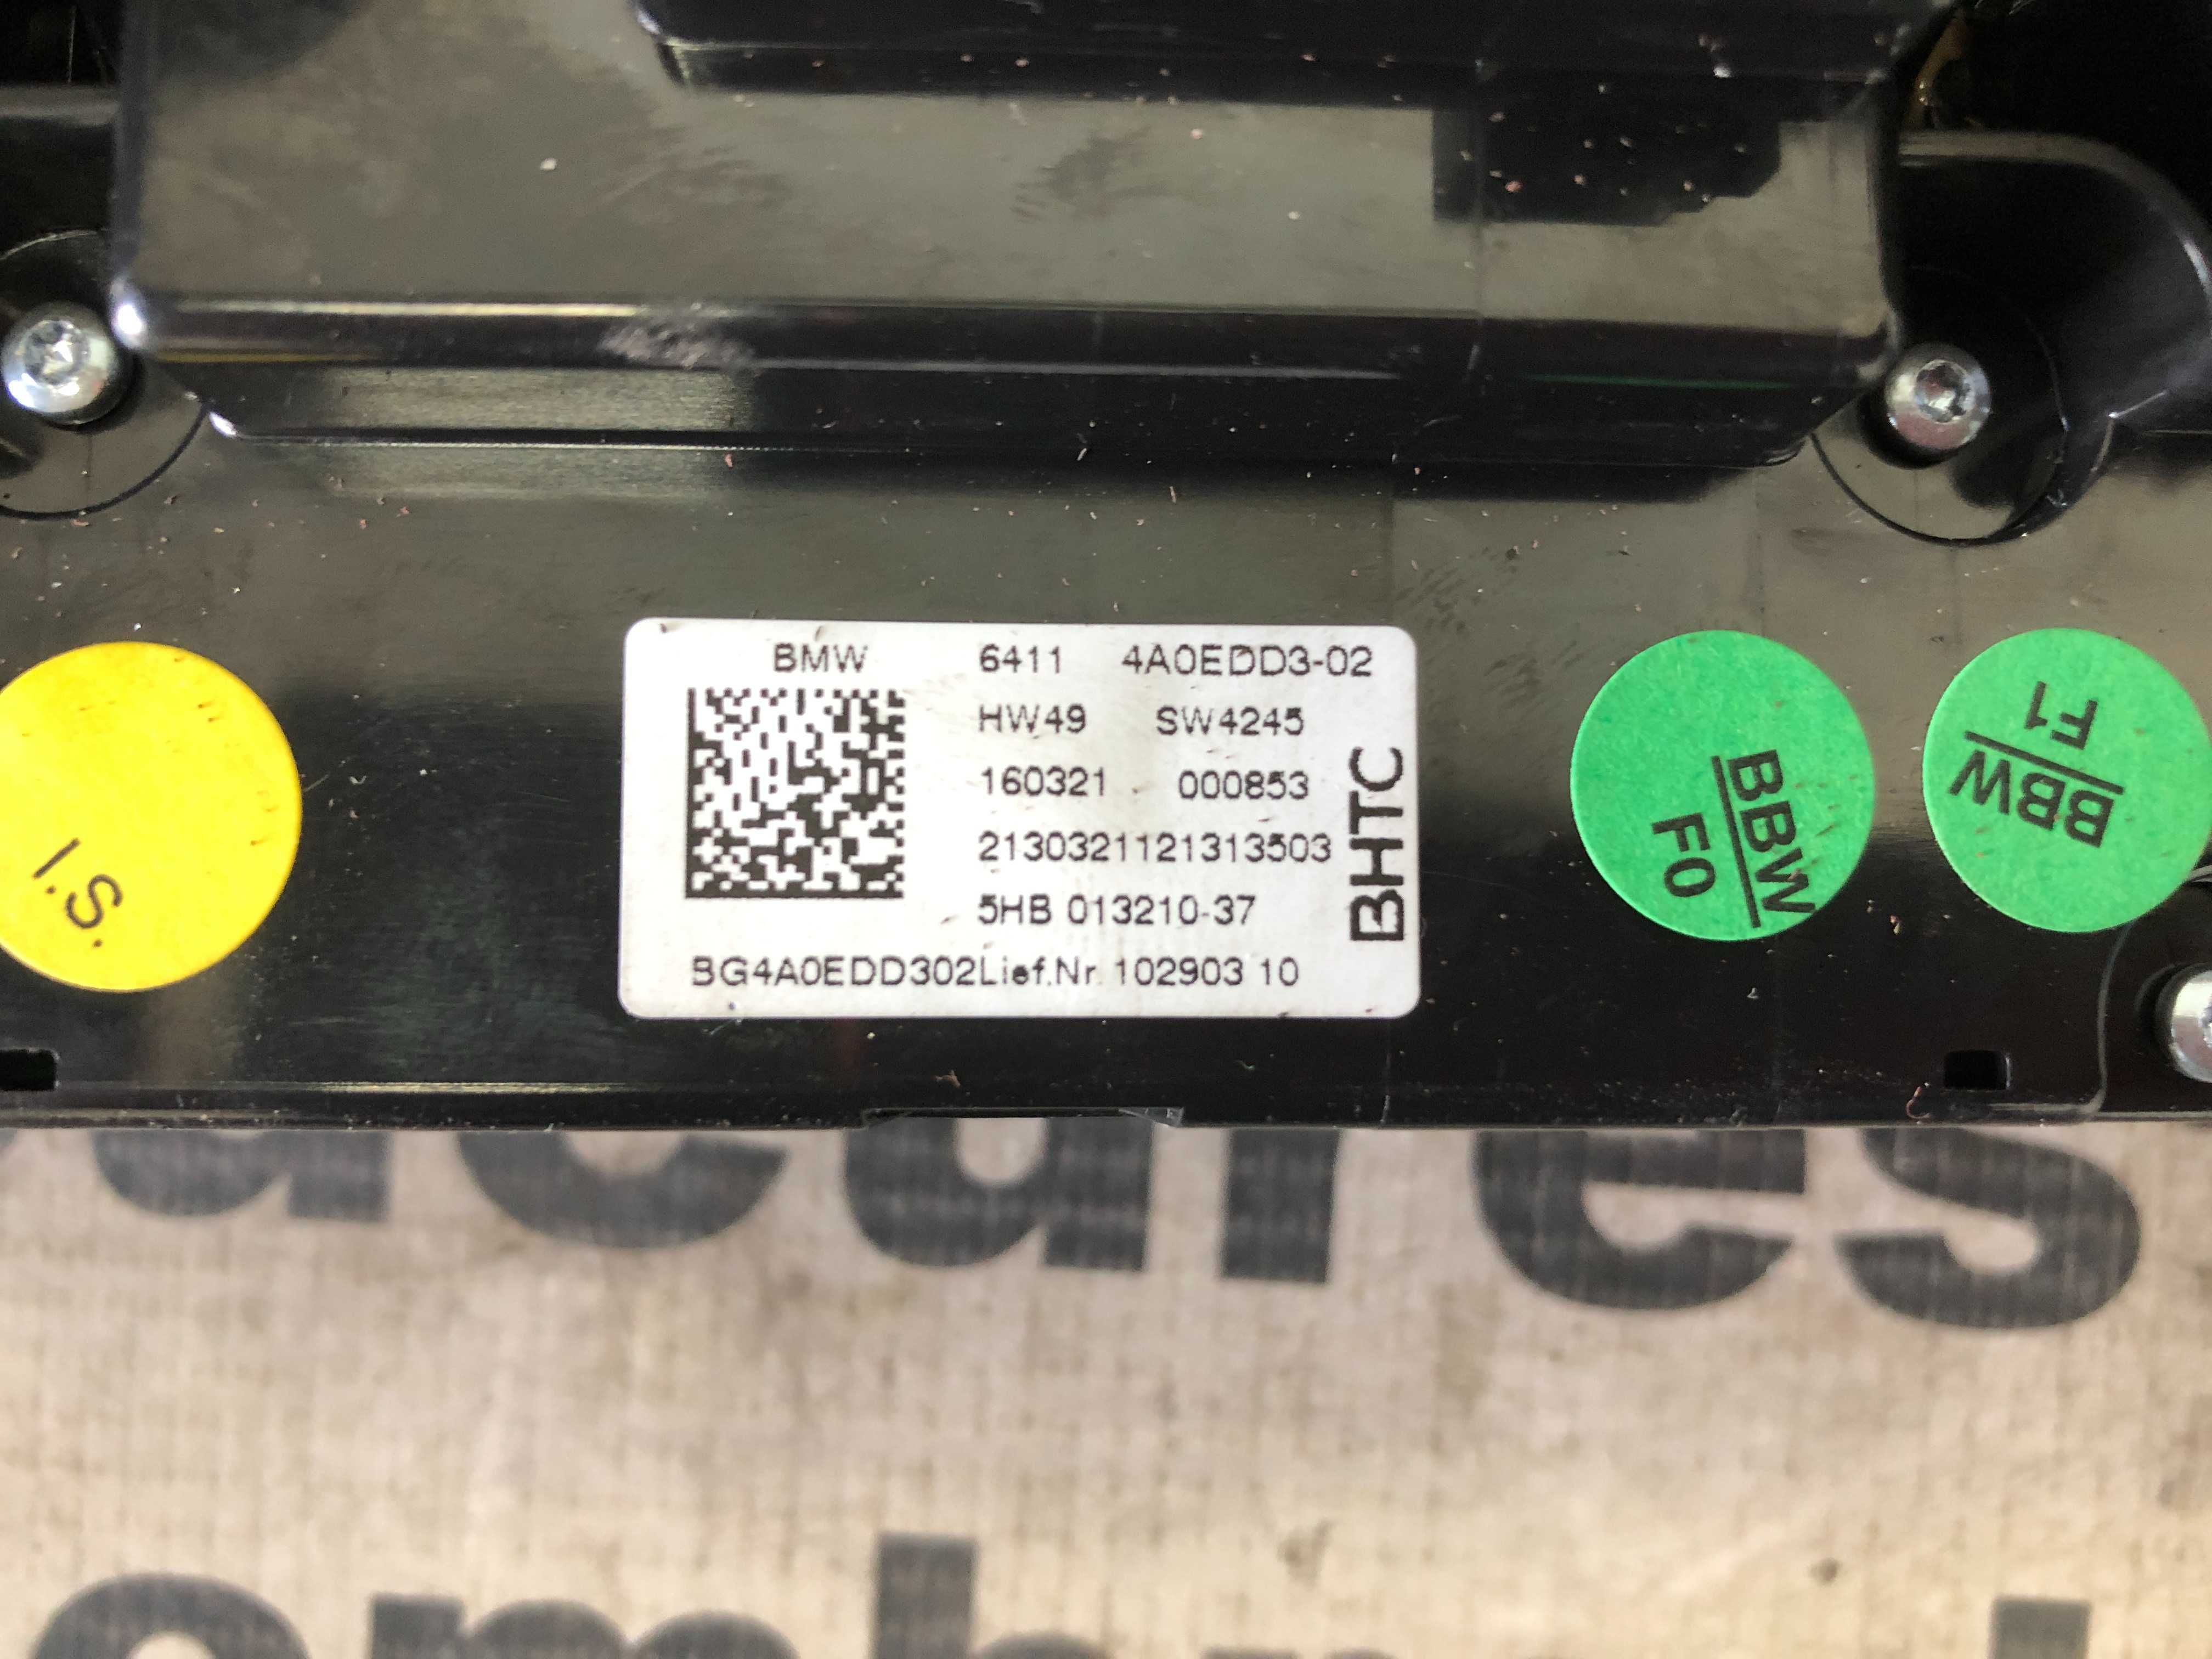 BMW 6411 4A0EDD3-02
HW49 SW4245
160321 000853
2130321121313503
5HB 013210-37
BG4A0EDD302Lief.Nr. 102903 10
BHTC
I.S.
BBW
F0
BBW
F1